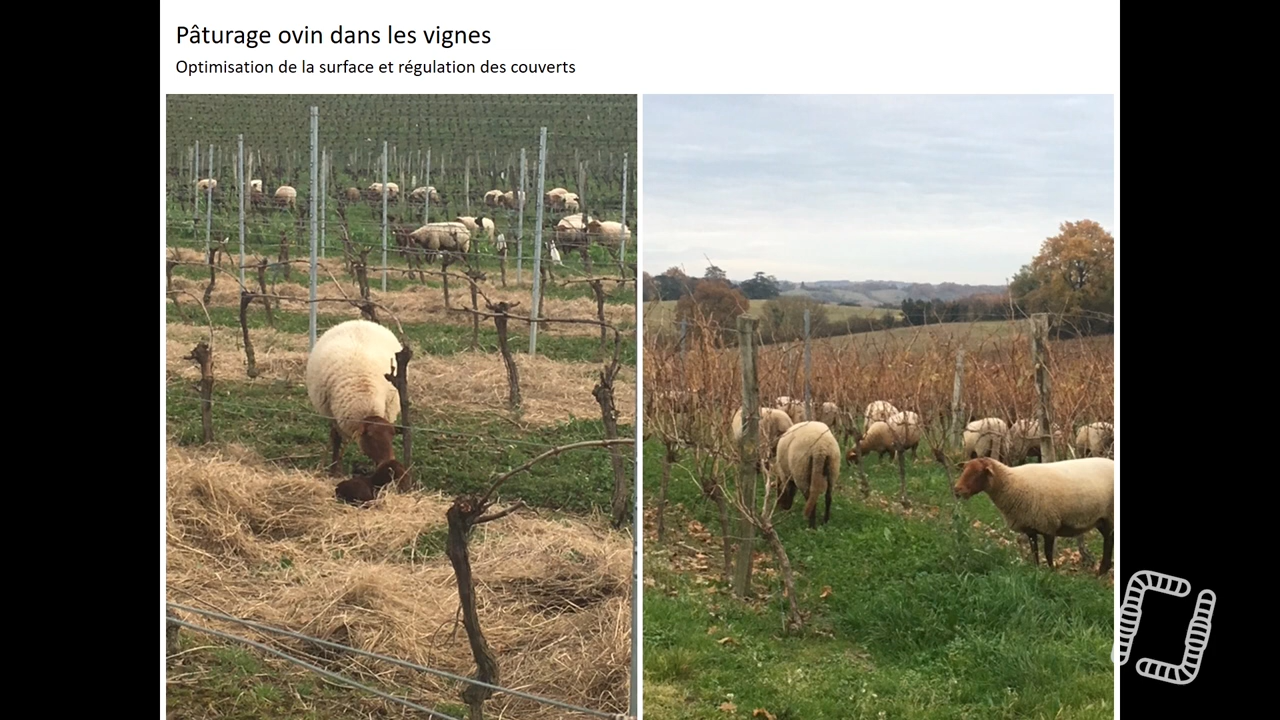 Pâturage ovin dans les vignes
Optimisation de la surface et régulation des couverts